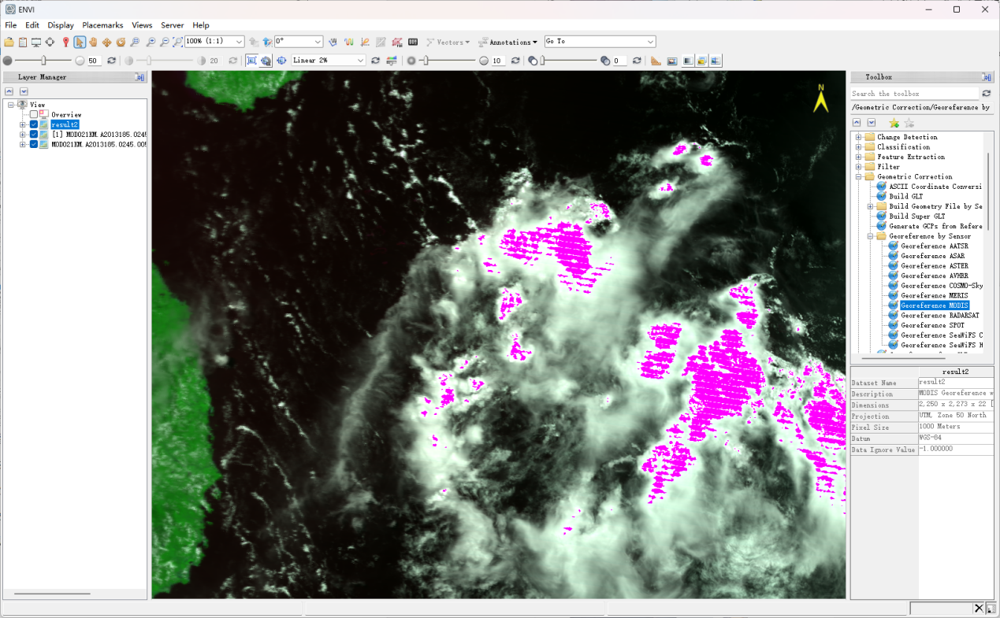 ENVI
File Edit Display Placemarks Views Server Help
100% (1:1) 0° Vectors Annotations Go To
50 20 Linear 2% 10 0
Layer Manager
View
Overview
result2
[1] MOD021KM.A2013185.0245
MOD021KM.A2013185.0245.005
N
Toolbox
Search the toolbox
/Geometric Correction/Georeference by
Change Detection
Classification
Feature Extraction
Filter
Geometric Correction
ASCII Coordinate Conversi
Build GLT
Build Geometry File by Se
Build Super GLT
Generate GCPs from Refere
Georeference by Sensor
Georeference AATSR
Georeference ASAR
Georeference ASTER
Georeference AVHRR
Georeference COSMO-Sky
Georeference MERIS
Georeference MODIS
Georeference RADARSAT
Georeference SPOT
Georeference SeaWiFS C
Georeference SeaWiFS H
result2
Dataset Name result2
Description MODIS Georeference w
Dimensions 2,250 x 2,273 x 22 [
Projection UTM, Zone 50 North
Pixel Size 1000 Meters
Datum WGS-84
Data Ignore Value -1.000000